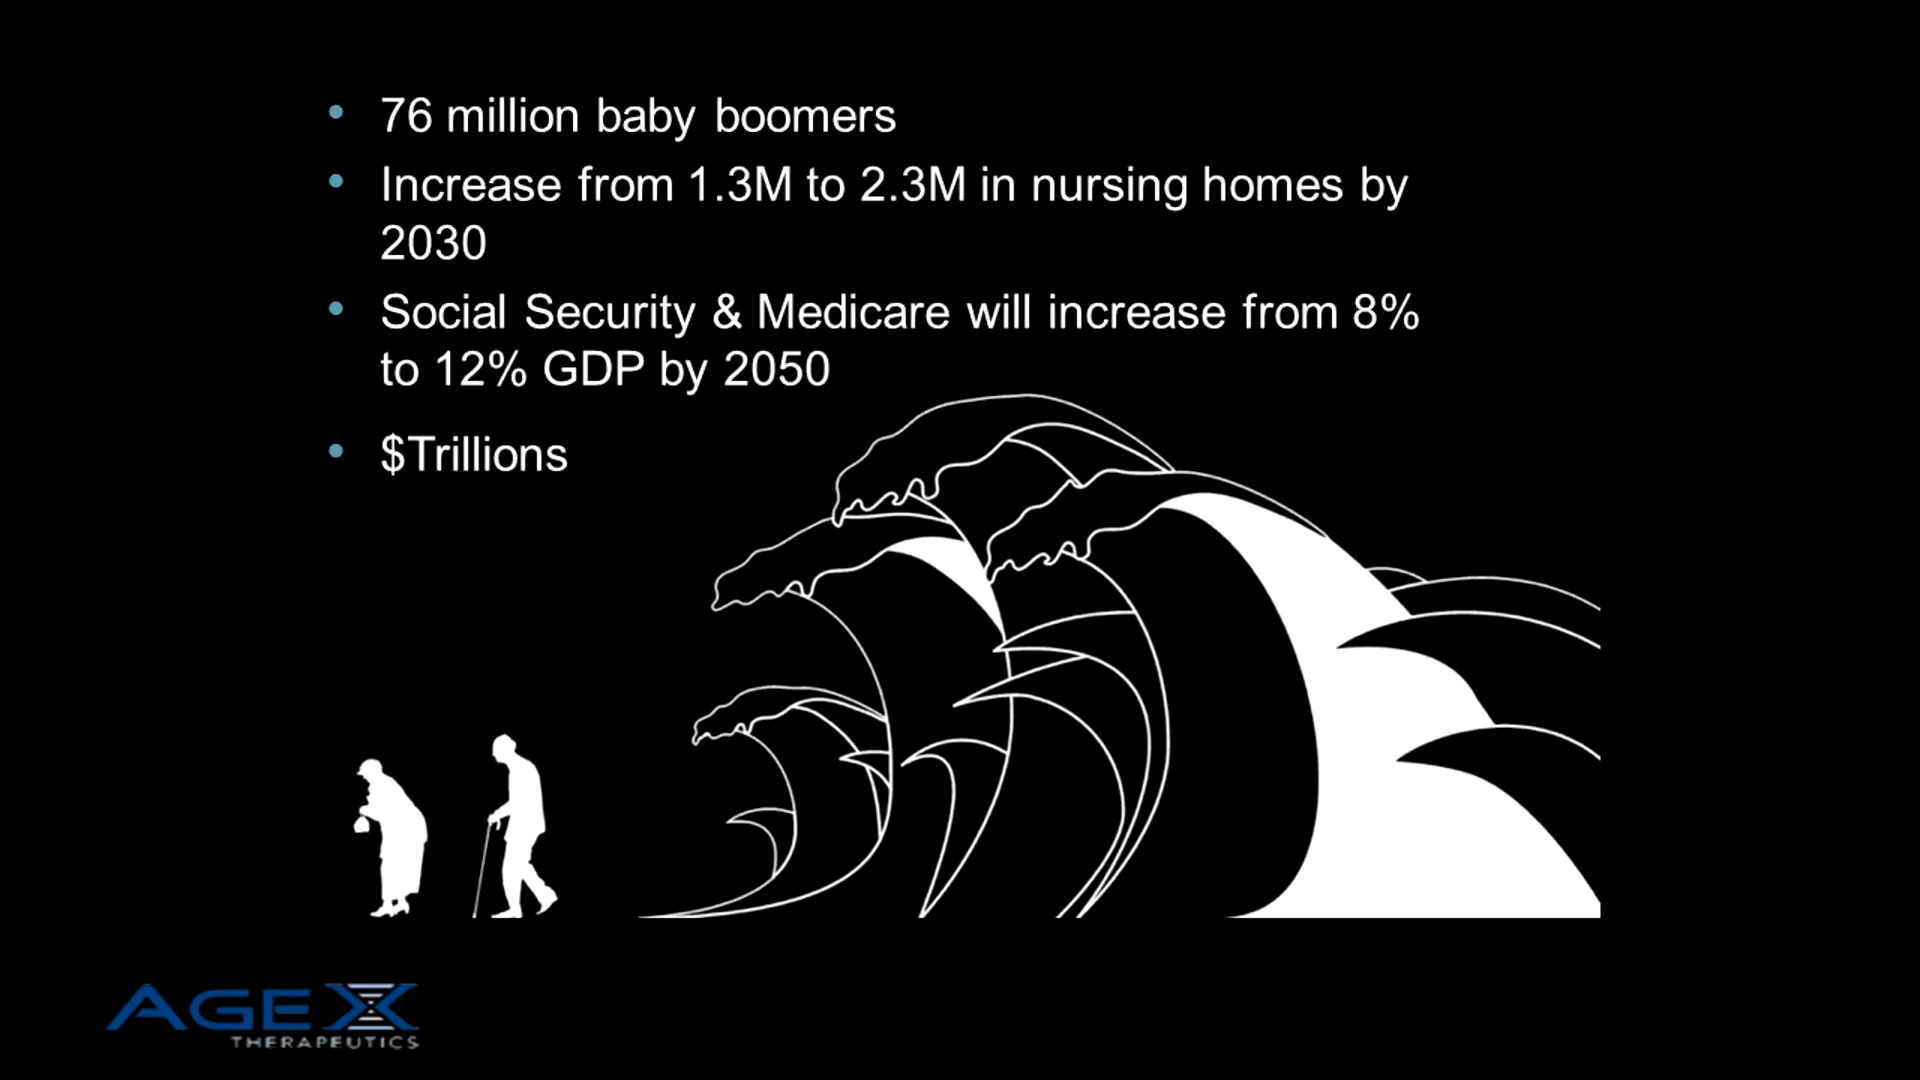 • 76 million baby boomers
• Increase from 1.3M to 2.3M in nursing homes by
2030
• Social Security & Medicare will increase from 8%
to 12% GDP by 2050
• $Trillions
AGEX
THERAPEUTICS